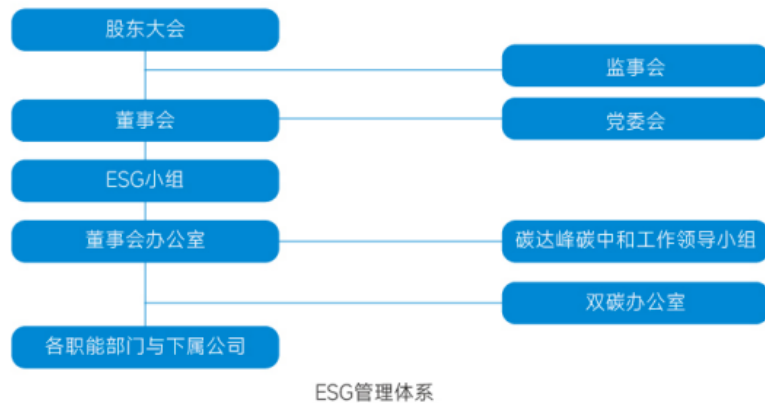 股东大会
监事会
董事会
党委会
ESG小组
董事会办公室
碳达峰碳中和工作领导小组
双碳办公室
各职能部门与下属公司
ESG管理体系